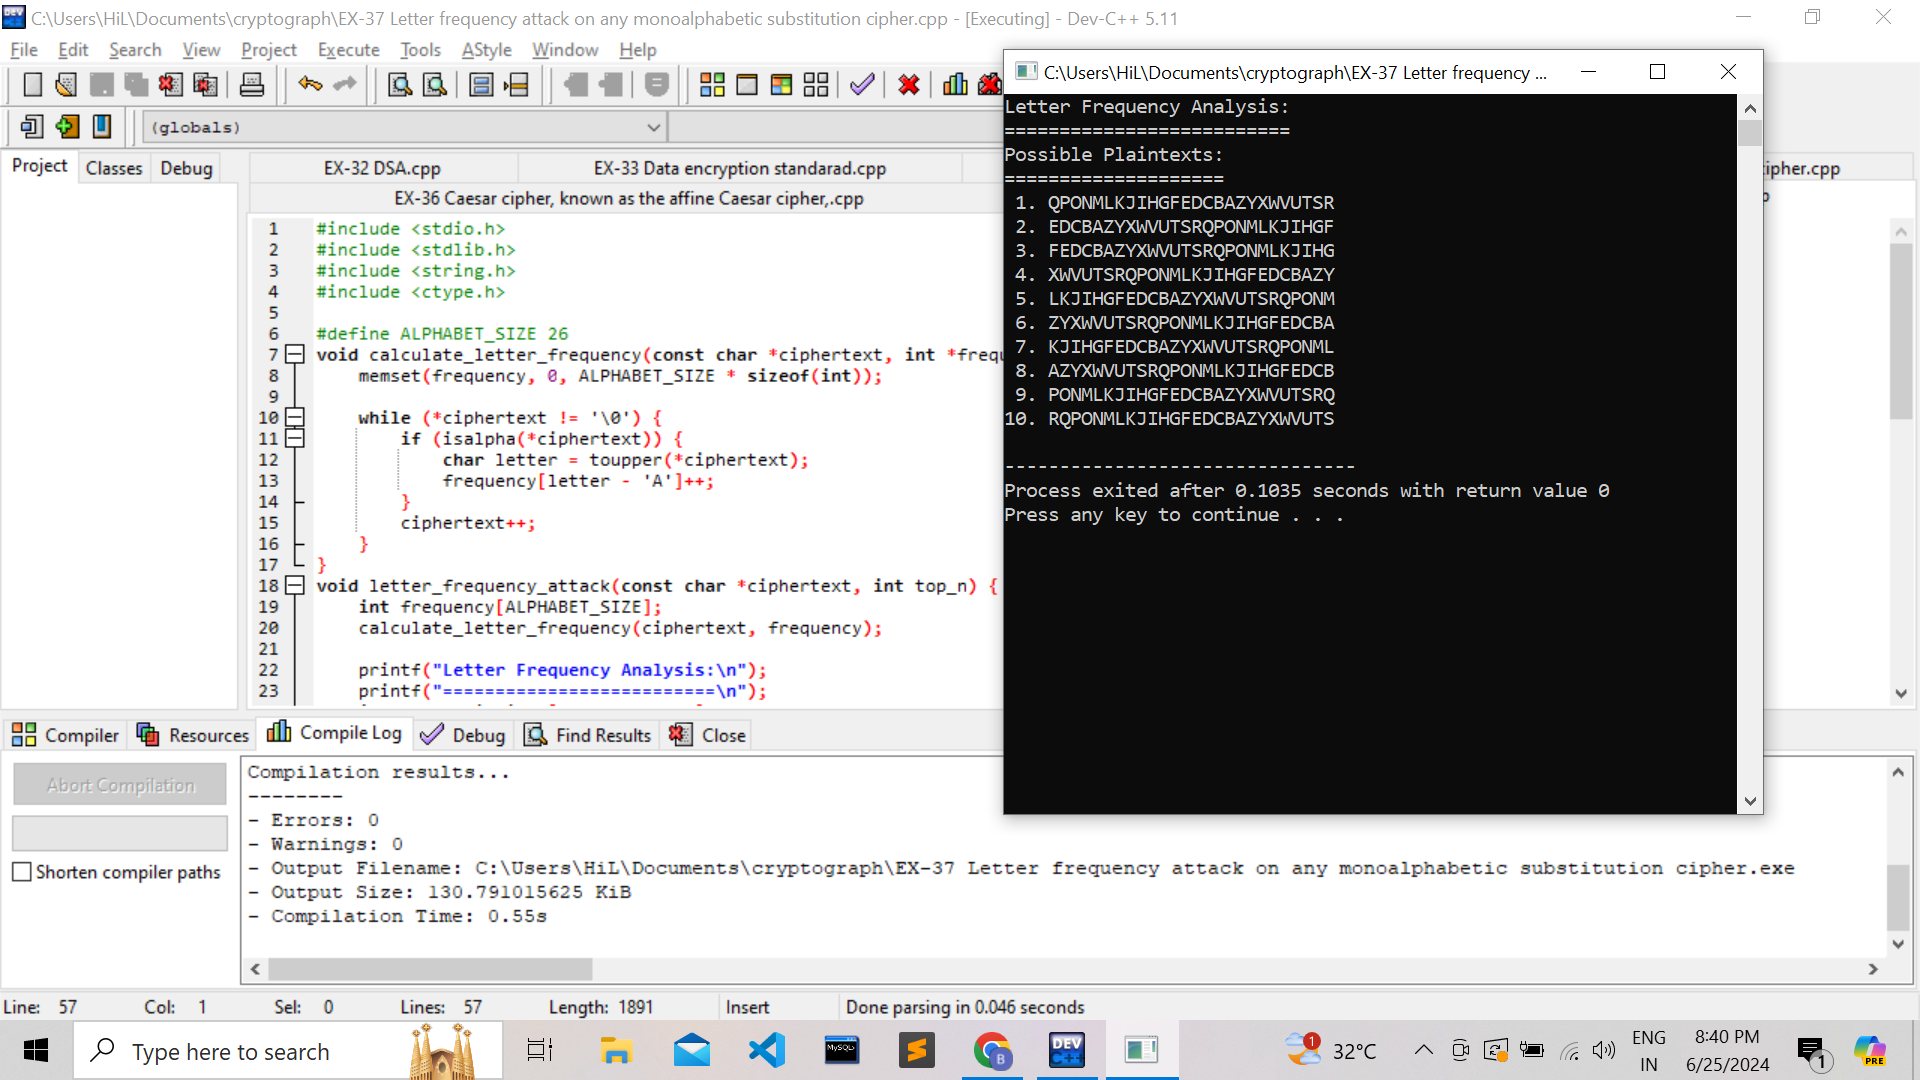 C:\Users\HiL\Documents\cryptograph\EX-37 Letter frequency attack on any monoalphabetic substitution cipher.cpp - [Executing] - Dev-C++ 5.11
File Edit Search View Project Execute Tools AStyle Window Help
(globals)
Project Classes Debug
EX-32 DSA.cpp EX-33 Data encryption standarad.cpp ipher.cpp
EX-36 Caesar cipher, known as the affine Caesar cipher,.cpp
1 #include <stdio.h>
2 #include <stdlib.h>
3 #include <string.h>
4 #include <ctype.h>
5
6 #define ALPHABET_SIZE 26
7 void calculate_letter_frequency(const char *ciphertext, int *frequ
8 memset(frequency, 0, ALPHABET_SIZE * sizeof(int));
9
10 while (*ciphertext != '\0') {
11 if (isalpha(*ciphertext)) {
12 char letter = toupper(*ciphertext);
13 frequency[letter - 'A']++;
14 }
15 ciphertext++;
16 }
17 }
18 void letter_frequency_attack(const char *ciphertext, int top_n) {
19 int frequency[ALPHABET_SIZE];
20 calculate_letter_frequency(ciphertext, frequency);
21
22 printf("Letter Frequency Analysis:\n");
23 printf("==========================\n");
C:\Users\HiL\Documents\cryptograph\EX-37 Letter frequency ...
Letter Frequency Analysis:
==========================
Possible Plaintexts:
====================
1. QPONMLKJIHGFEDCBAZYXWVUTSR
2. EDCBAZYXWVUTSRQPONMLKJIHGF
3. FEDCBAZYXWVUTSRQPONMLKJIHG
4. XWVUTSRQPONMLKJIHGFEDCBAZY
5. LKJIHGFEDCBAZYXWVUTSRQPONM
6. ZYXWVUTSRQPONMLKJIHGFEDCBA
7. KJIHGFEDCBAZYXWVUTSRQPONML
8. AZYXWVUTSRQPONMLKJIHGFEDCB
9. PONMLKJIHGFEDCBAZYXWVUTSRQ
10. RQPONMLKJIHGFEDCBAZYXWVUTS
--------------------------------
Process exited after 0.1035 seconds with return value 0
Press any key to continue . . .
Compiler Resources Compile Log Debug Find Results Close
Abort Compilation
Shorten compiler paths
Compilation results...
--------
- Errors: 0
- Warnings: 0
- Output Filename: C:\Users\HiL\Documents\cryptograph\EX-37 Letter frequency attack on any monoalphabetic substitution cipher.exe
- Output Size: 130.791015625 KiB
- Compilation Time: 0.55s
Line: 57 Col: 1 Sel: 0 Lines: 57 Length: 1891 Insert Done parsing in 0.046 seconds
Type here to search
MySQL
DEV C++
B
1
32°C
ENG
IN
8:40 PM
6/25/2024
1
PRE